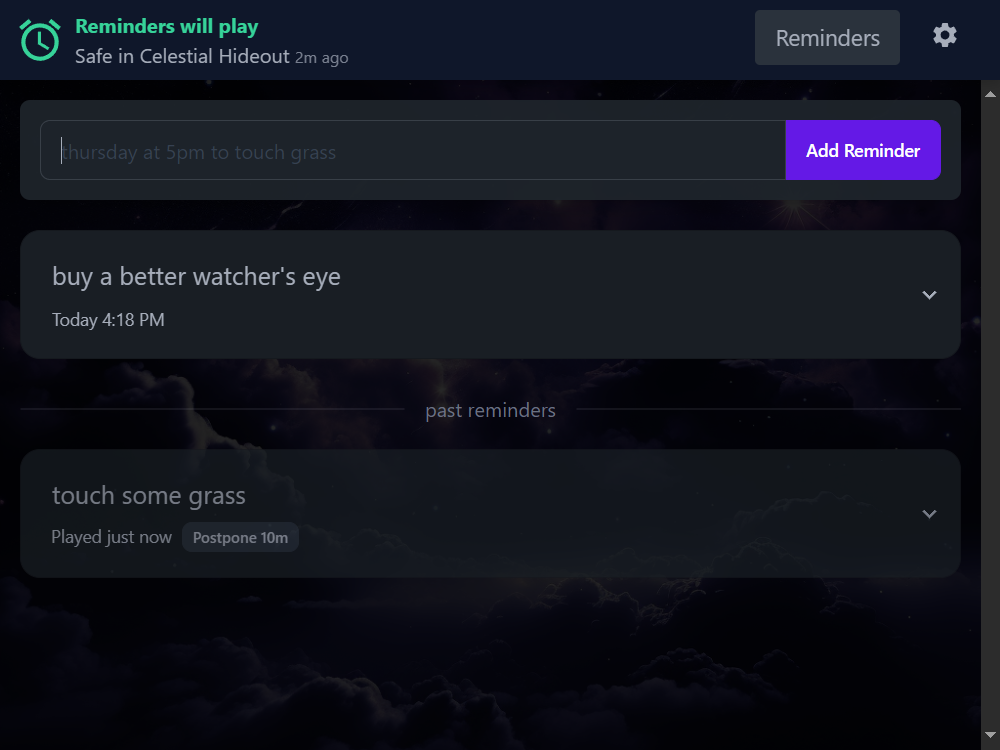 Reminders will play
Safe in Celestial Hideout 2m ago
Reminders
thursday at 5pm to touch grass
Add Reminder
buy a better watcher's eye
Today 4:18 PM
past reminders
touch some grass
Played just now Postpone 10m